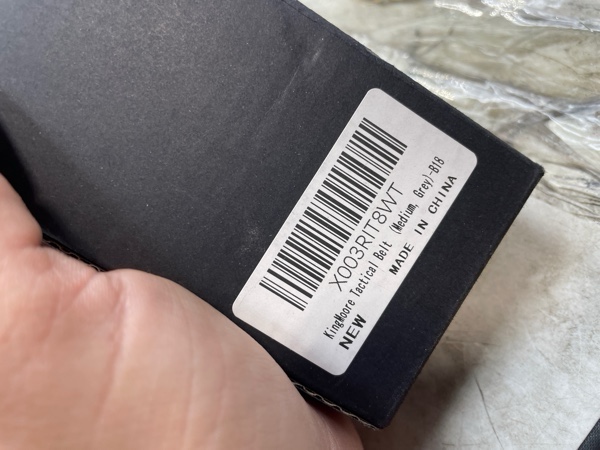 X003RIT8WT
KingMoore Tactical Belt (Medium, Grey)-B18
NEW
MADE IN CHINA